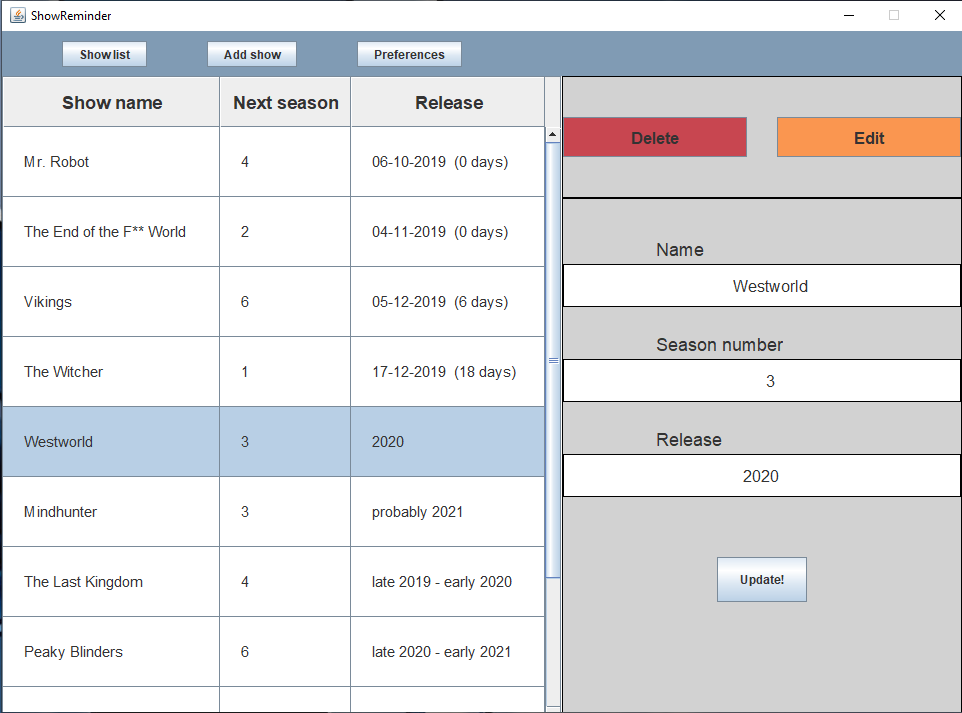 ShowReminder
Show list Add show Preferences
Show name Next season Release
Mr. Robot 4 06-10-2019 (0 days)
The End of the F** World 2 04-11-2019 (0 days)
Vikings 6 05-12-2019 (6 days)
The Witcher 1 17-12-2019 (18 days)
Westworld 3 2020
Mindhunter 3 probably 2021
The Last Kingdom 4 late 2019 - early 2020
Peaky Blinders 6 late 2020 - early 2021
Delete Edit
Name
Westworld
Season number
3
Release
2020
Update!